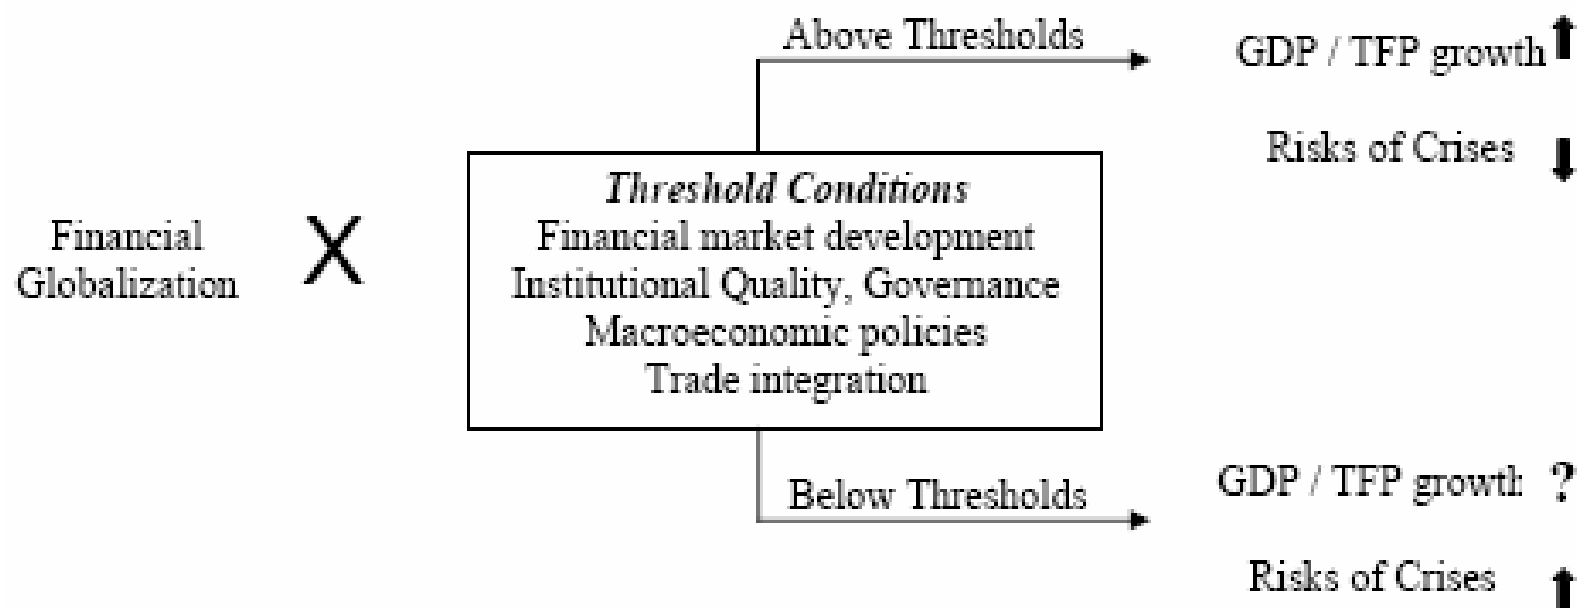 Above Thresholds
GDP / TFP growth
Risks of Crises
Financial
Globalization
X
Threshold Conditions
Financial market development
Institutional Quality, Governance
Macroeconomic policies
Trade integration
Below Thresholds
GDP / TFP growth ?
Risks of Crises